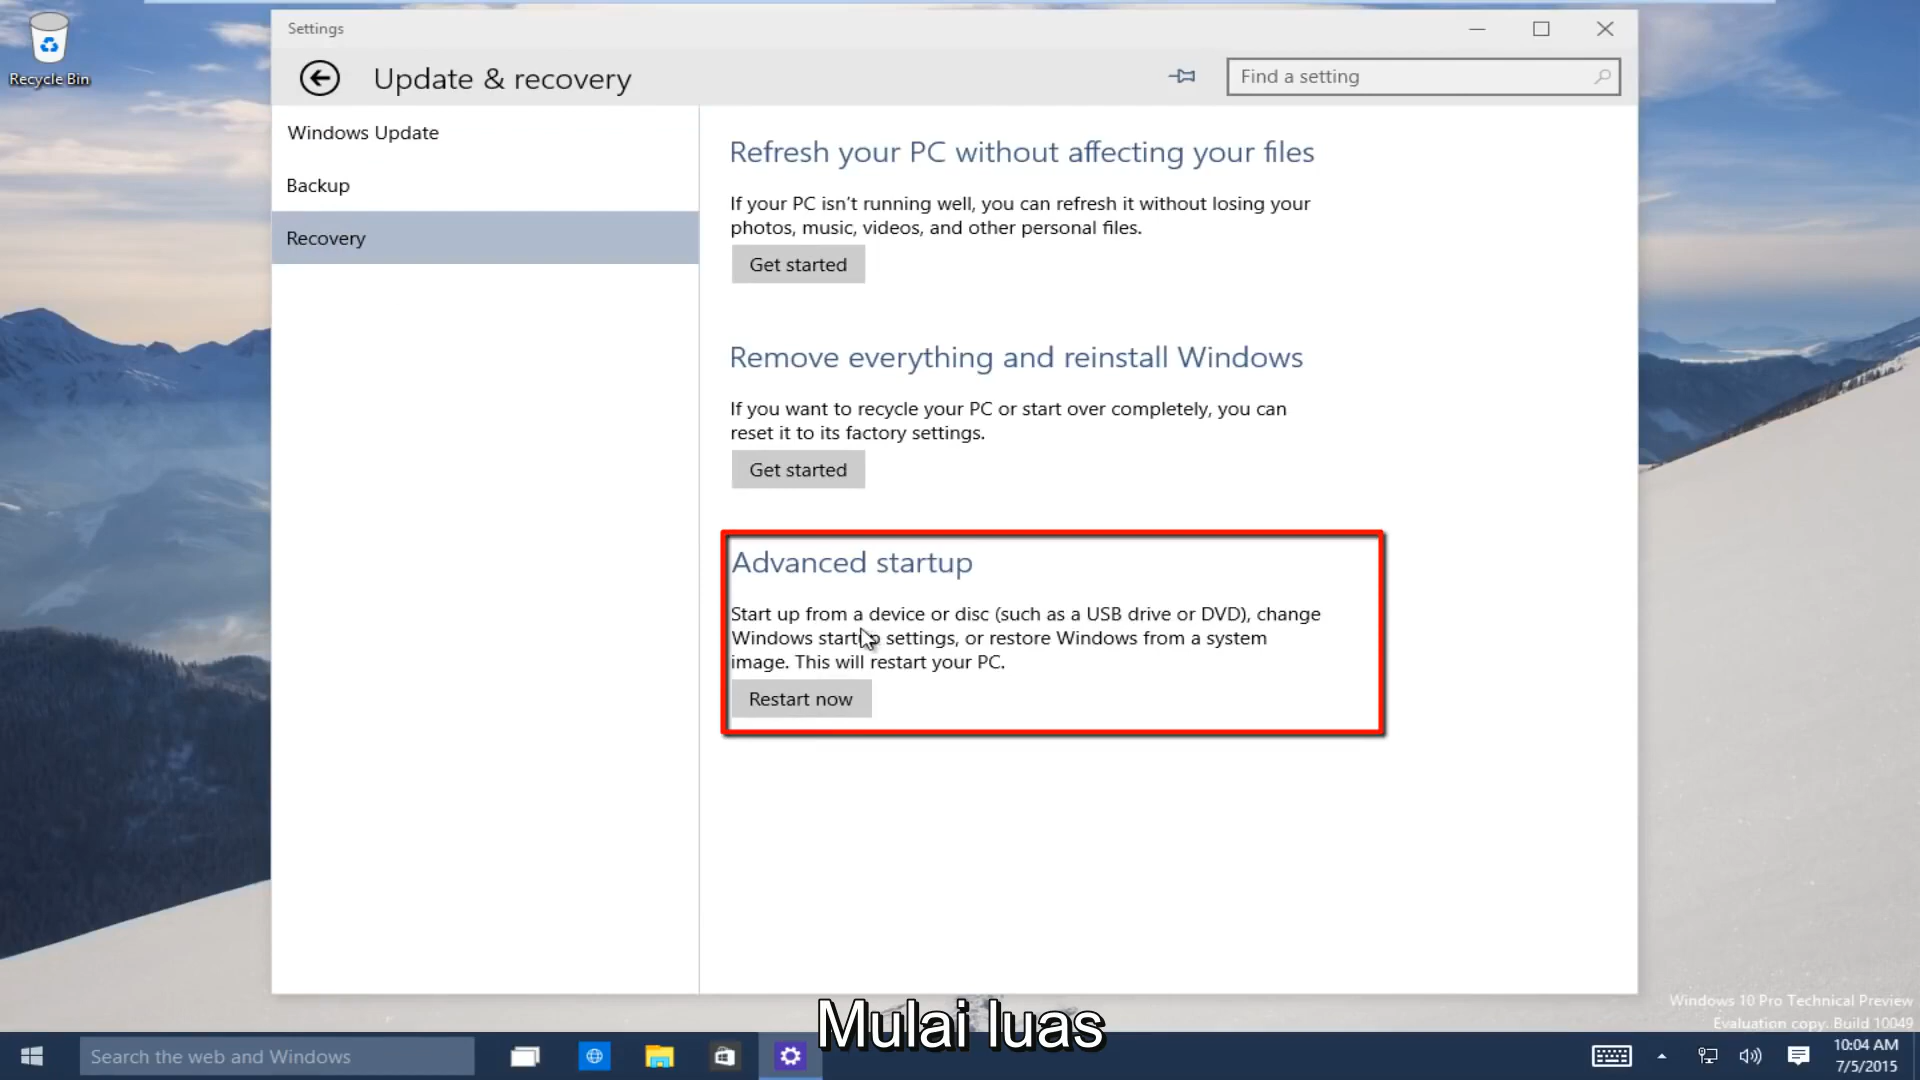 Recycle Bin
Settings
Update & recovery
Find a setting
Windows Update
Backup
Recovery
Refresh your PC without affecting your files
If your PC isn't running well, you can refresh it without losing your
photos, music, videos, and other personal files.
Get started
Remove everything and reinstall Windows
If you want to recycle your PC or start over completely, you can
reset it to its factory settings.
Get started
Advanced startup
Start up from a device or disc (such as a USB drive or DVD), change
Windows startup settings, or restore Windows from a system
image. This will restart your PC.
Restart now
Windows 10 Pro Technical Preview
Evaluation copy. Build 10049
Mulai luas
Search the web and Windows
10:04 AM
7/5/2015